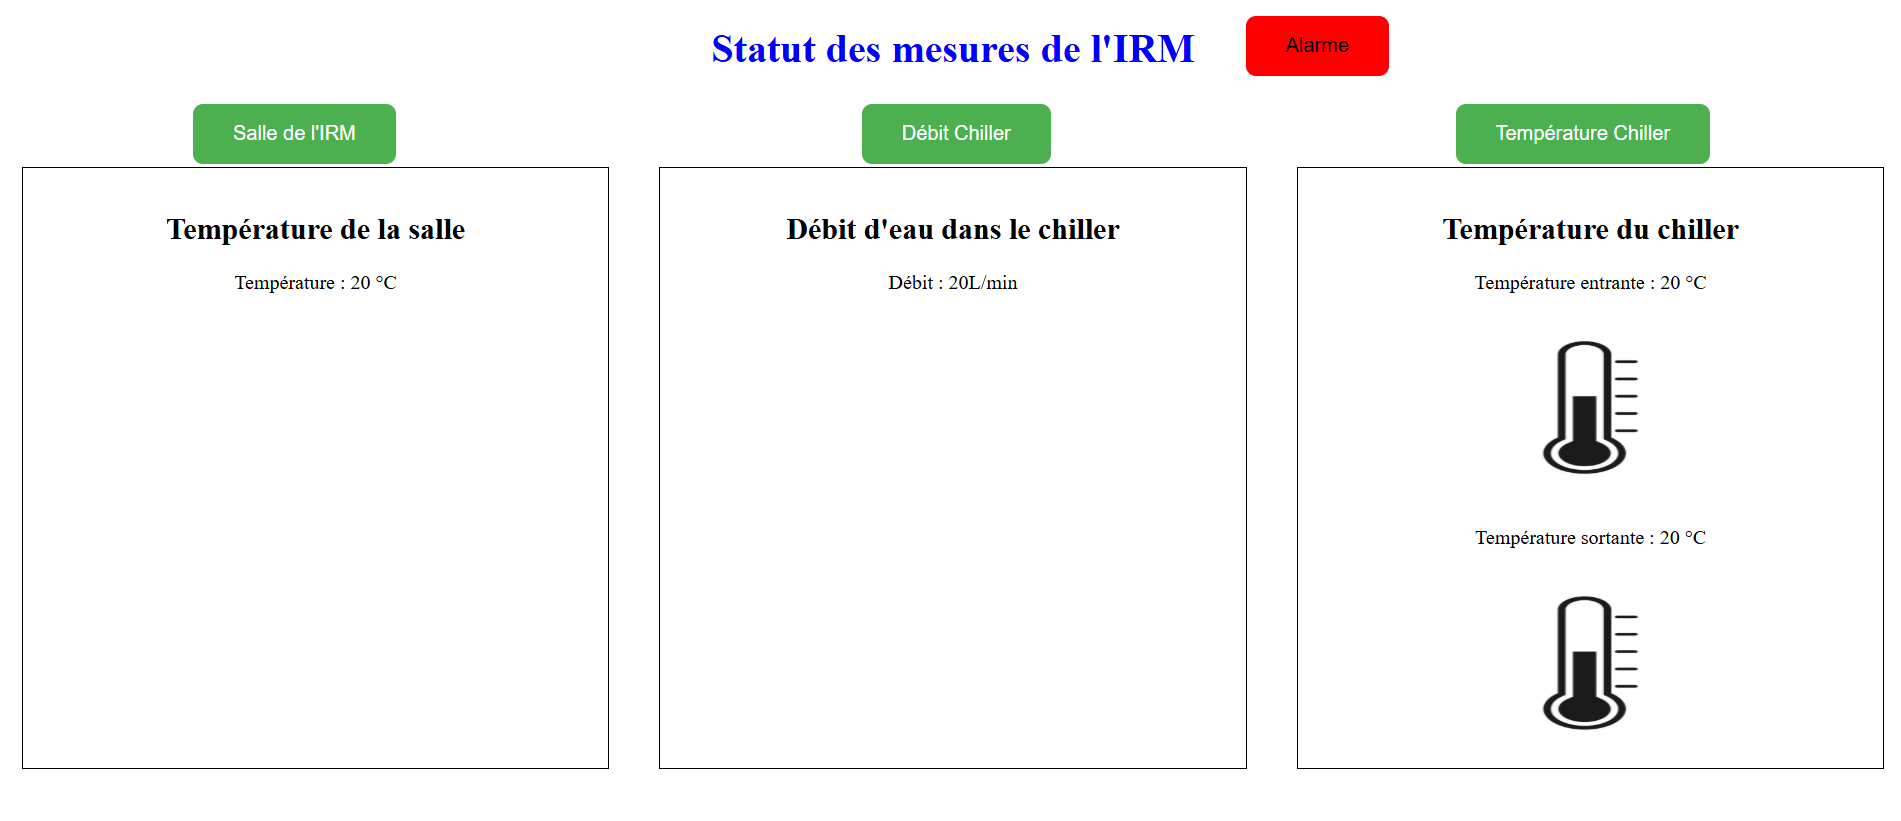 Statut des mesures de l'IRM
Alarme
Salle de l'IRM
Débit Chiller
Température Chiller
Température de la salle
Température : 20 °C
Débit d'eau dans le chiller
Débit : 20L/min
Température du chiller
Température entrante : 20 °C
Température sortante : 20 °C